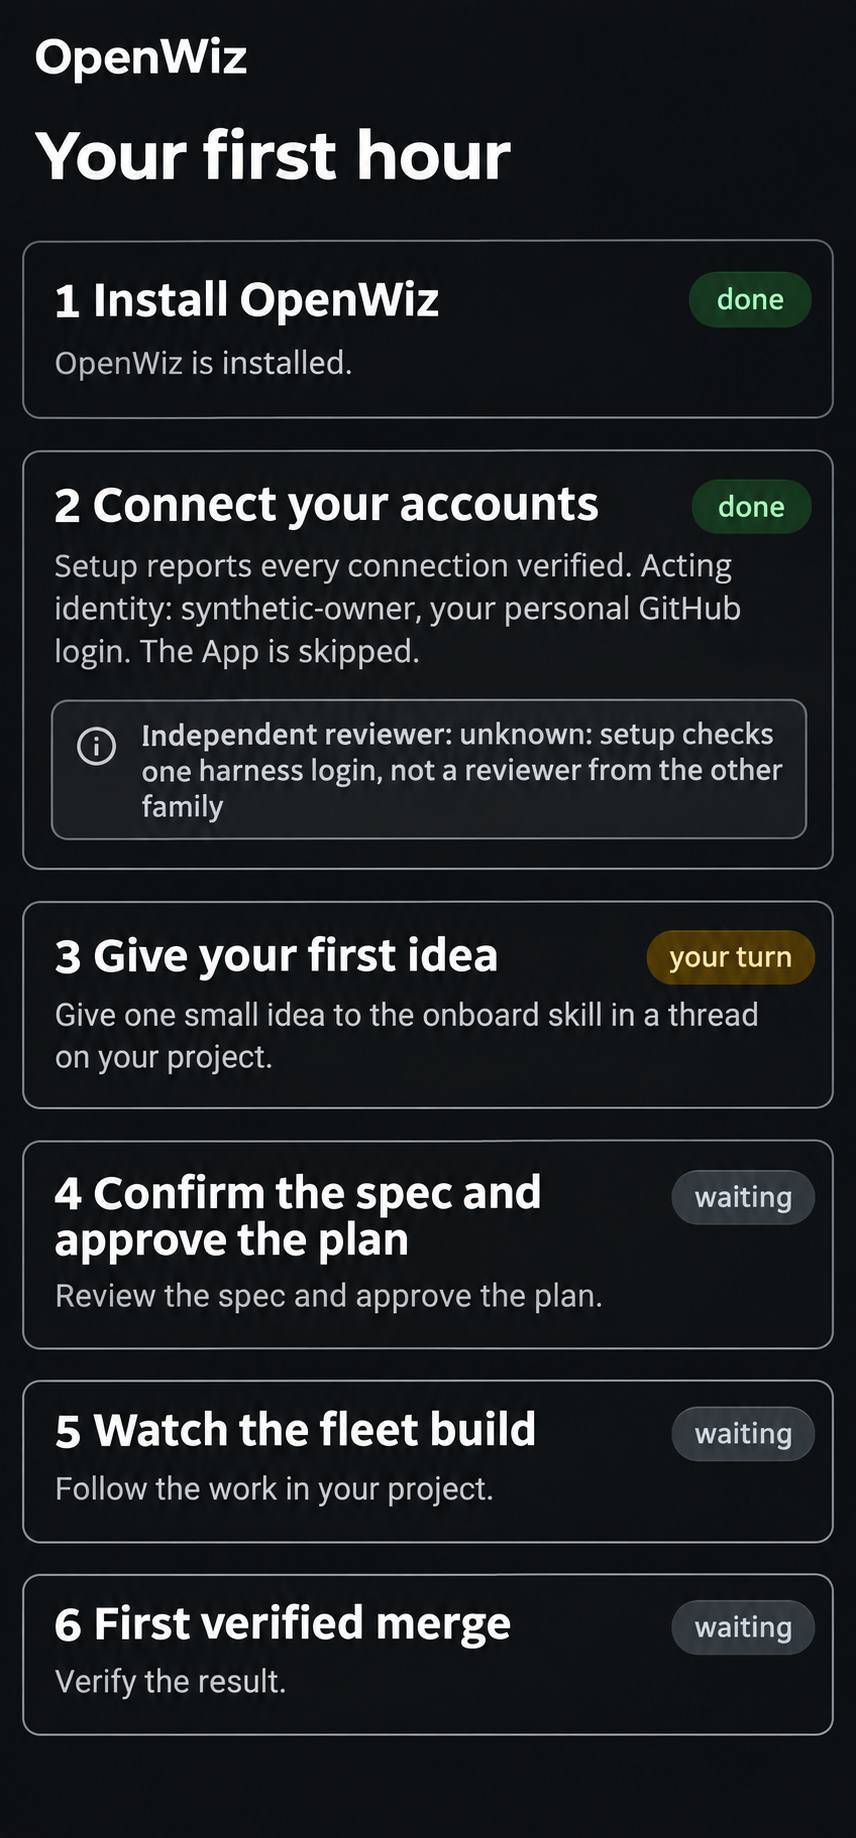 OpenWiz
Your first hour
1 Install OpenWiz
done
OpenWiz is installed.
2 Connect your accounts
done
Setup reports every connection verified. Acting
identity: synthetic-owner, your personal GitHub
login. The App is skipped.
Independent reviewer: unknown: setup checks
one harness login, not a reviewer from the other
family
3 Give your first idea
your turn
Give one small idea to the onboard skill in a thread
on your project.
4 Confirm the spec and
approve the plan
waiting
Review the spec and approve the plan.
5 Watch the fleet build
waiting
Follow the work in your project.
6 First verified merge
waiting
Verify the result.